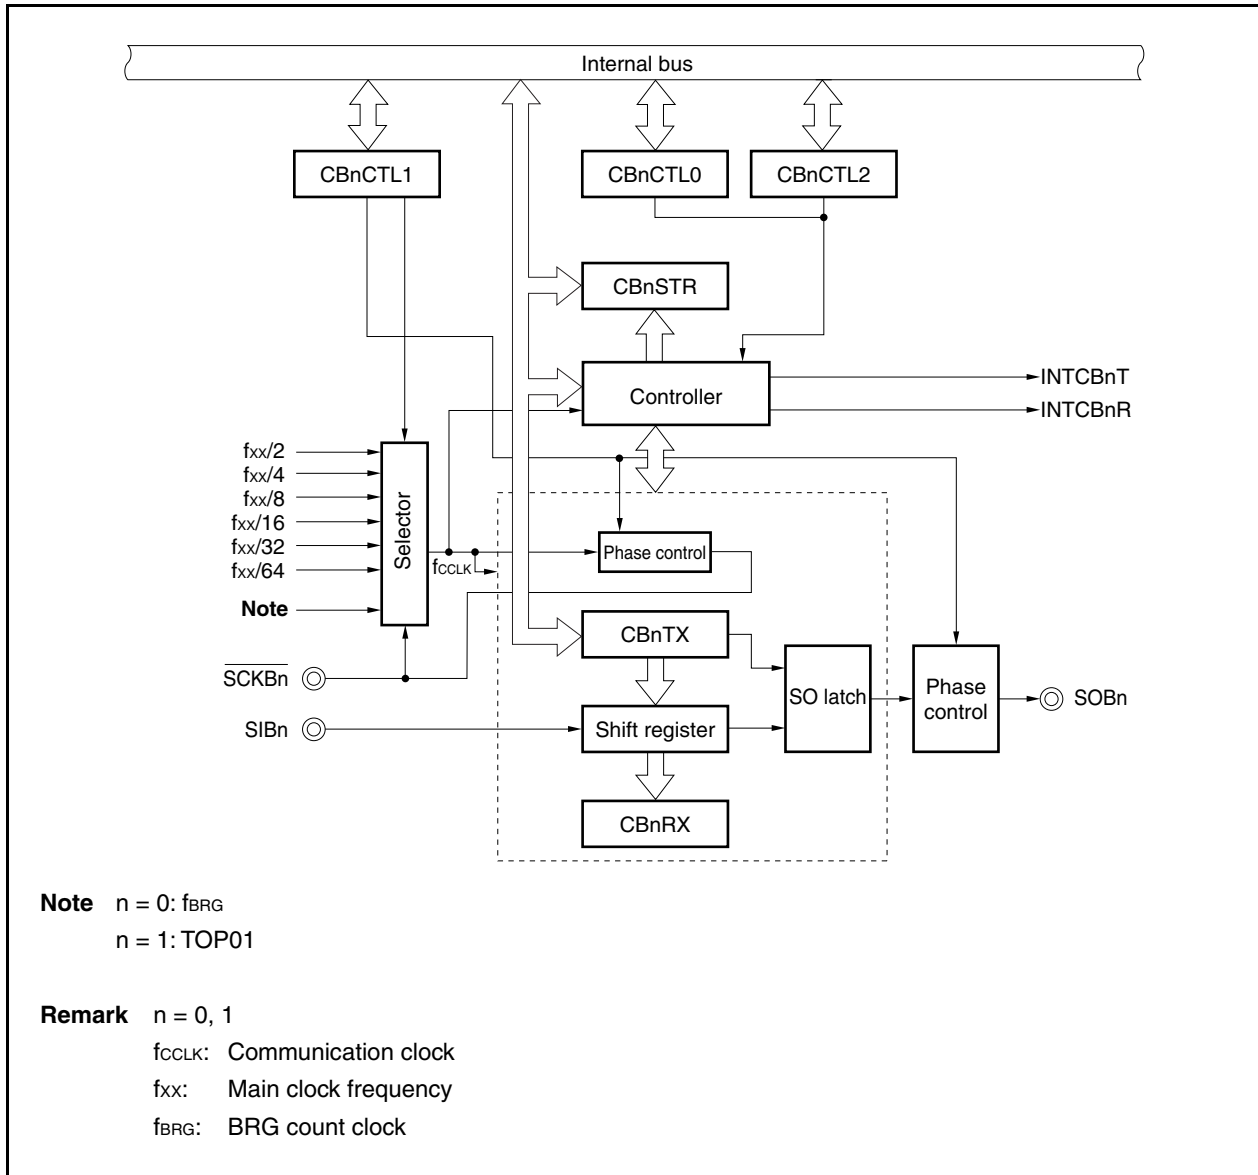 Internal bus
CBnCTL1
CBnCTL0
CBnCTL2
CBnSTR
Controller
INTCBnT
INTCBnR
fxx/2
fxx/4
fxx/8
fxx/16
fxx/32
fxx/64
Note
Selector
fCCLK
Phase control
CBnTX
SCKBn
SIBn
Shift register
SO latch
Phase
control
SOBn
CBnRX
Note n = 0: fBRG
n = 1: TOP01
Remark n = 0, 1
fCCLK: Communication clock
fxx: Main clock frequency
fBRG: BRG count clock